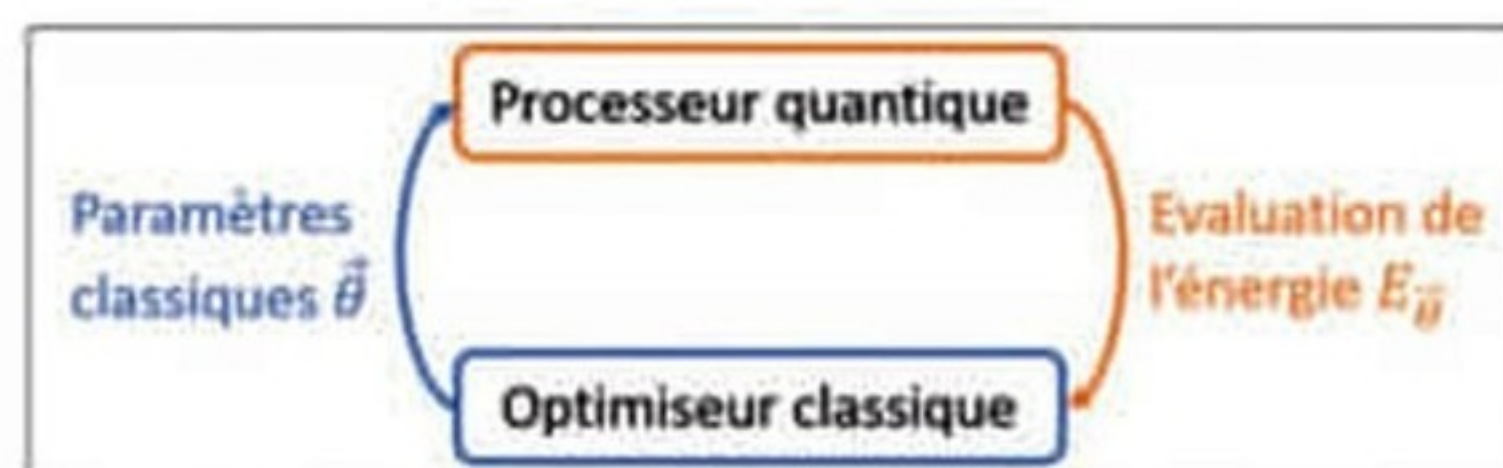 Processeur quantique
Paramètres
classiques θ⃗
Evaluation de
l'énergie E_θ⃗
Optimiseur classique